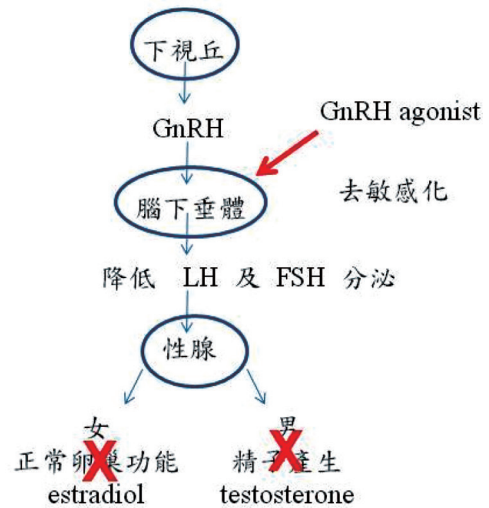 下視丘
GnRH
GnRH agonist
腦下垂體
去敏感化
降低 LH 及 FSH 分泌
性腺
女
正常卵巢功能
estradiol
男
精子產生
testosterone